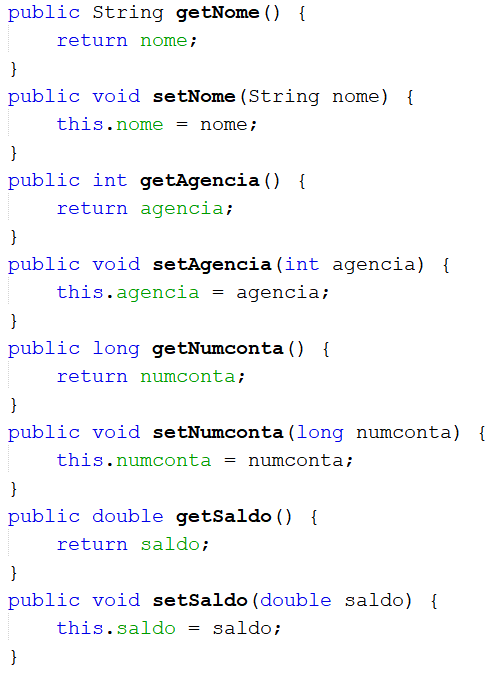 public String getNome() {
    return nome;
}
public void setNome(String nome) {
    this.nome = nome;
}
public int getAgencia() {
    return agencia;
}
public void setAgencia(int agencia) {
    this.agencia = agencia;
}
public long getNumconta() {
    return numconta;
}
public void setNumconta(long numconta) {
    this.numconta = numconta;
}
public double getSaldo() {
    return saldo;
}
public void setSaldo(double saldo) {
    this.saldo = saldo;
}